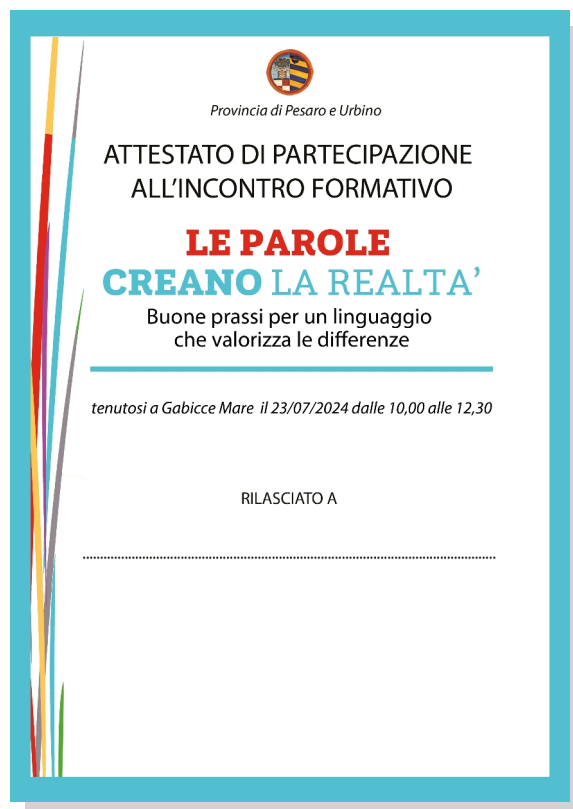 Provincia di Pesaro e Urbino
ATTESTATO DI PARTECIPAZIONE
ALL'INCONTRO FORMATIVO
LE PAROLE
CREANO LA REALTA'
Buone prassi per un linguaggio
che valorizza le differenze
tenutosi a Gabicce Mare il 23/07/2024 dalle 10,00 alle 12,30
RILASCIATO A